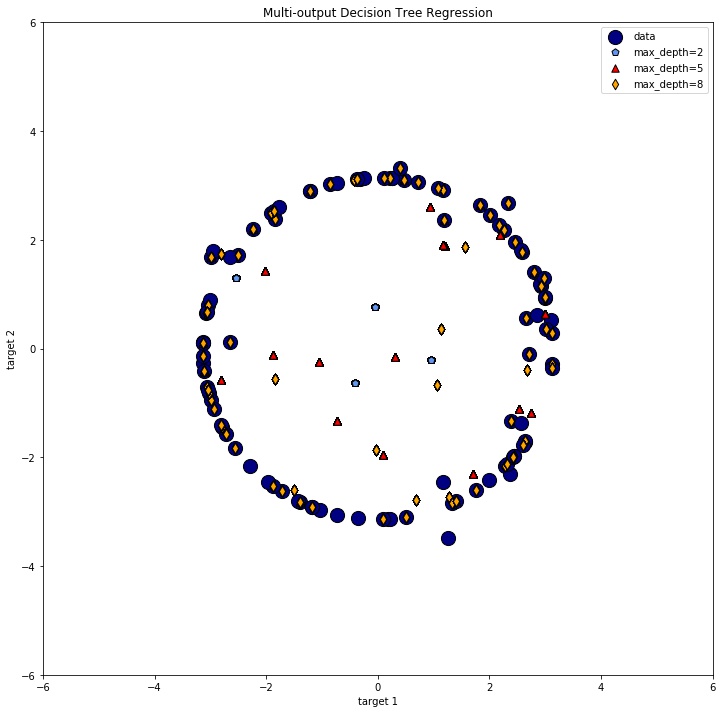 Multi-output Decision Tree Regression
data
max_depth=2
max_depth=5
max_depth=8
target 2
6
4
2
0
−2
−4
−6
−6 −4 −2 0 2 4 6
target 1